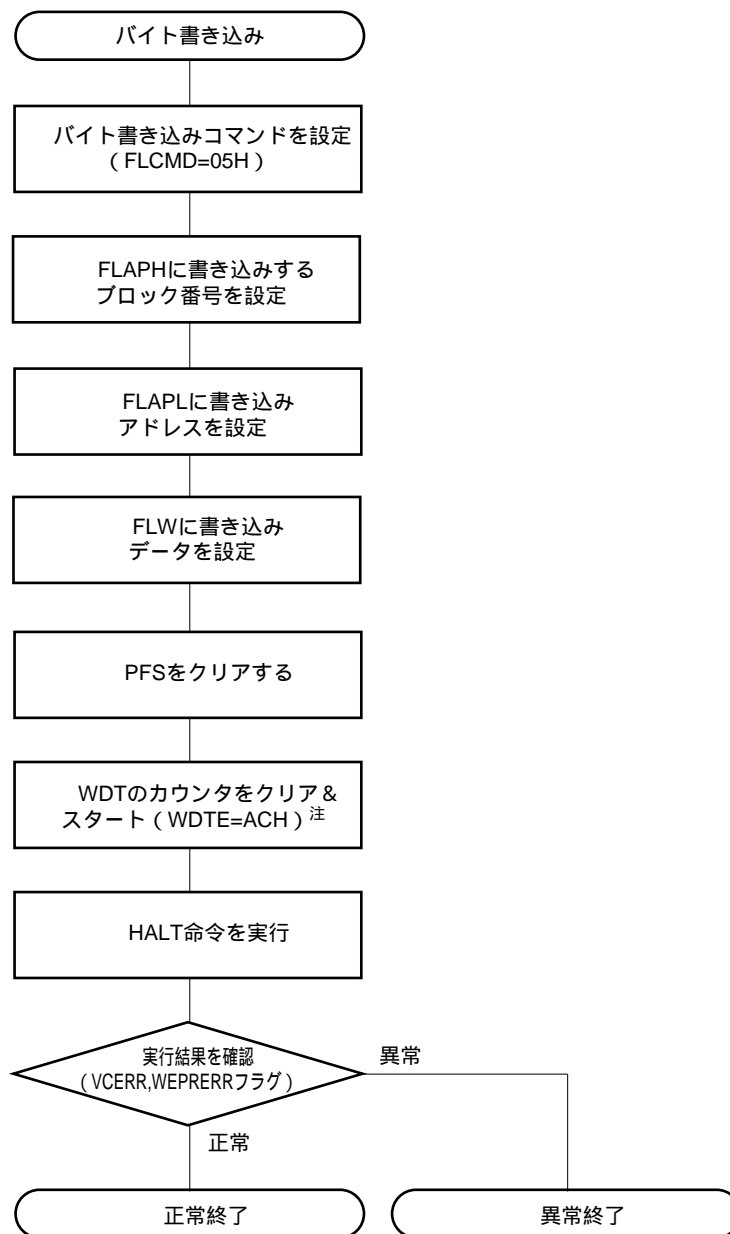 バイト書き込み
バイト書き込みコマンドを設定
（FLCMD=05H）
FLAPHに書き込みする
ブロック番号を設定
FLAPLに書き込み
アドレスを設定
FLWに書き込み
データを設定
PFSをクリアする
WDTのカウンタをクリア＆
スタート（WDTE=ACH）注
HALT命令を実行
実行結果を確認
（VCERR,WEPRERRフラグ）
異常
正常
正常終了
異常終了